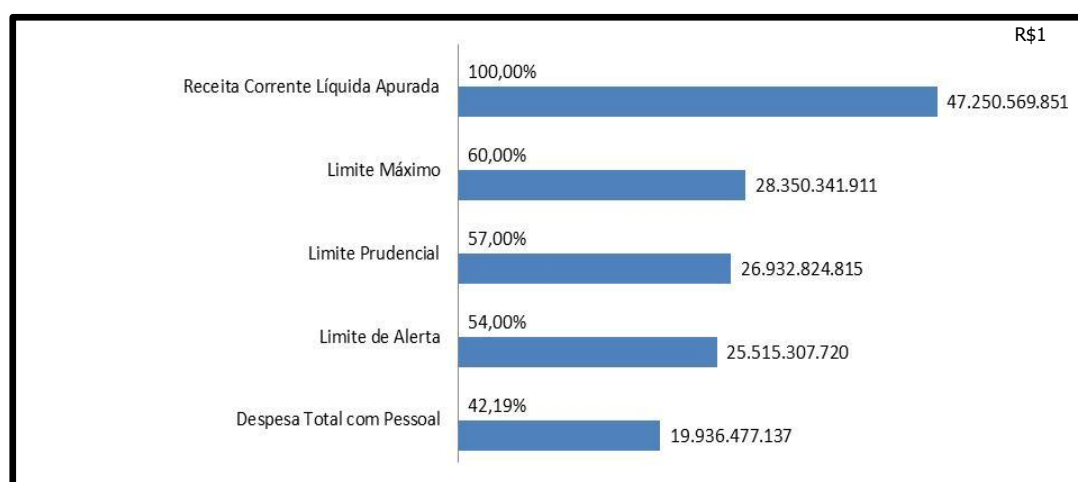 R$1
100,00%
Receita Corrente Líquida Apurada
47.250.569.851
60,00%
Limite Máximo
28.350.341.911
57,00%
Limite Prudencial
26.932.824.815
54,00%
Limite de Alerta
25.515.307.720
42,19%
Despesa Total com Pessoal
19.936.477.137